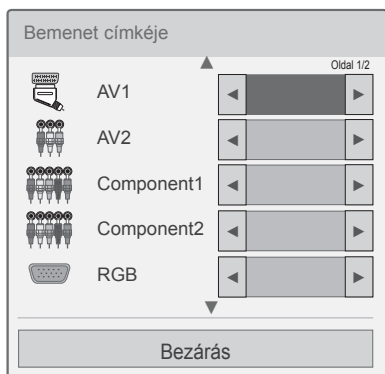 Bemenet címkéje
Oldal 1/2
AV1
AV2
Component1
Component2
RGB
Bezárás